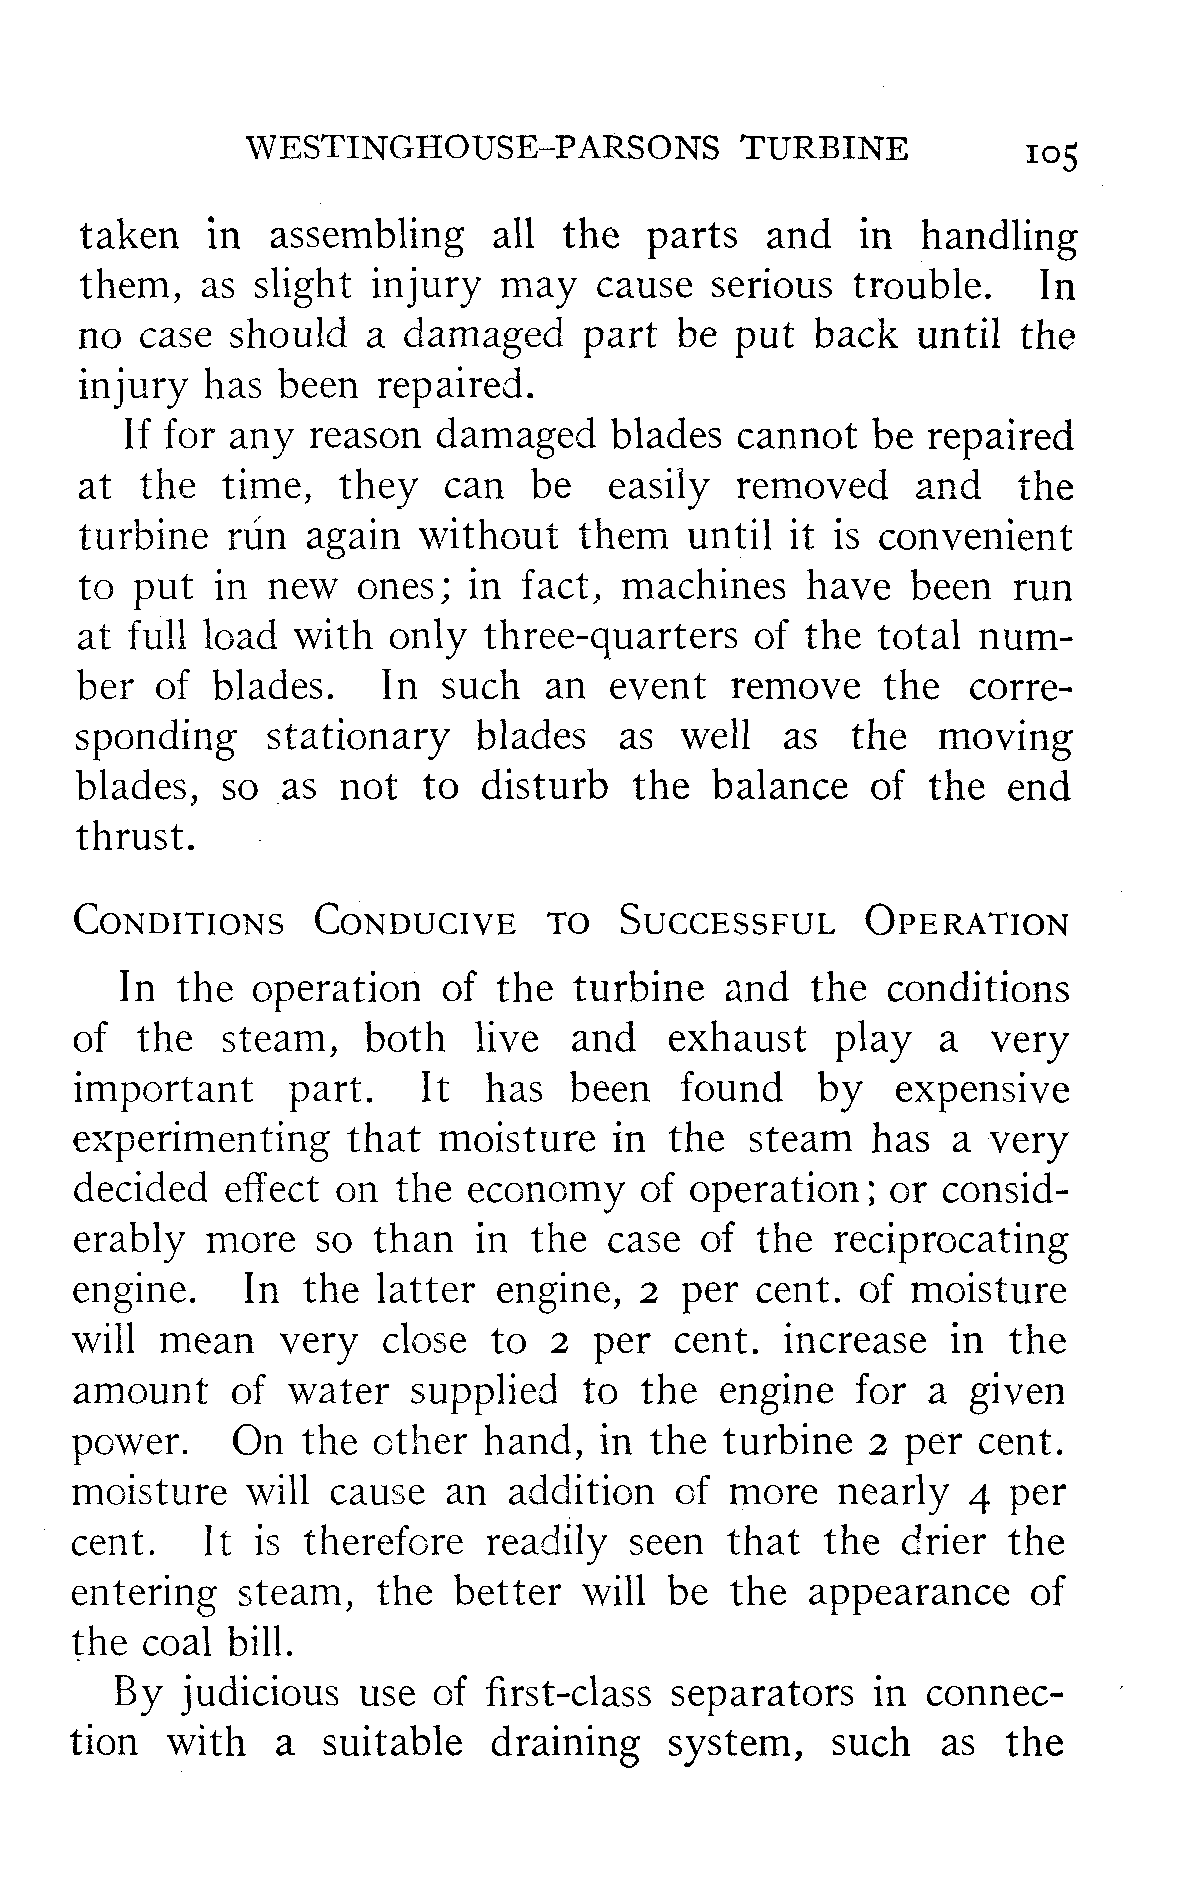 WESTINGHOUSE–PARSONS TURBINE 105
taken in assembling all the parts and in handling
them, as slight injury may cause serious trouble. In
no case should a damaged part be put back until the
injury has been repaired.
If for any reason damaged blades cannot be repaired
at the time, they can be easily removed and the
turbine run again without them until it is convenient
to put in new ones; in fact, machines have been run
at full load with only three-quarters of the total num-
ber of blades. In such an event remove the corre-
sponding stationary blades as well as the moving
blades, so as not to disturb the balance of the end
thrust.
CONDITIONS CONDUCIVE TO SUCCESSFUL OPERATION
In the operation of the turbine and the conditions
of the steam, both live and exhaust play a very
important part. It has been found by expensive
experimenting that moisture in the steam has a very
decided effect on the economy of operation; or consid-
erably more so than in the case of the reciprocating
engine. In the latter engine, 2 per cent. of moisture
will mean very close to 2 per cent. increase in the
amount of water supplied to the engine for a given
power. On the other hand, in the turbine 2 per cent.
moisture will cause an addition of more nearly 4 per
cent. It is therefore readily seen that the drier the
entering steam, the better will be the appearance of
the coal bill.
By judicious use of first-class separators in connec-
tion with a suitable draining system, such as the